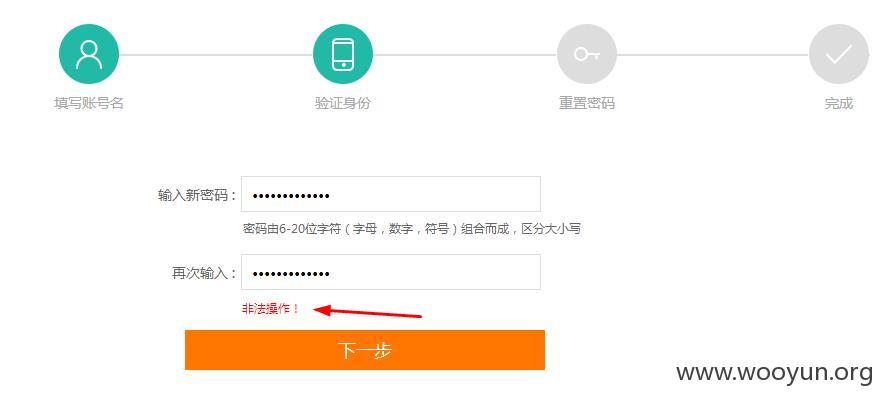 填写账号名 验证身份 重置密码 完成
输入新密码： •••••••••••••
密码由6-20位字符（字母，数字，符号）组合而成，区分大小写
再次输入： •••••••••••••
非法操作！
下一步
www.wooyun.org